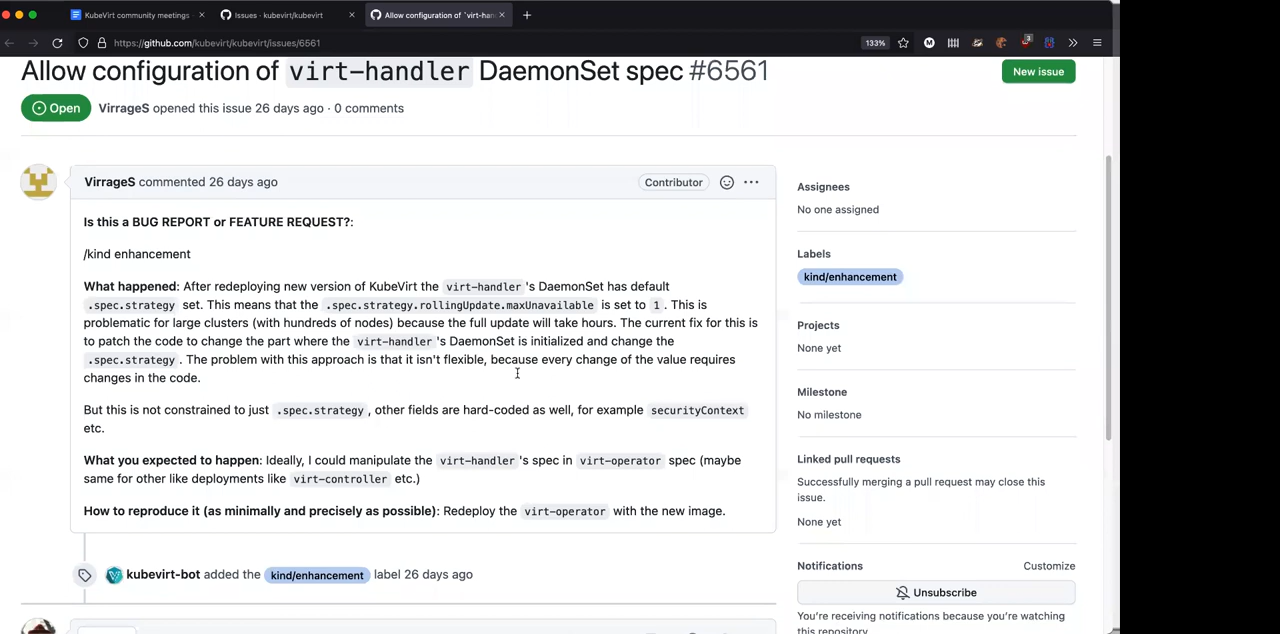 KubeVirt community meetings
Issues · kubevirt/kubevirt
Allow configuration of `virt-han
https://github.com/kubevirt/kubevirt/issues/6561
133%
3
Allow configuration of virt-handler DaemonSet spec #6561
New issue
Open
VirrageS opened this issue 26 days ago · 0 comments
VirrageS commented 26 days ago
Contributor
Is this a BUG REPORT or FEATURE REQUEST?:
/kind enhancement
What happened: After redeploying new version of KubeVirt the virt-handler 's DaemonSet has default
.spec.strategy set. This means that the .spec.strategy.rollingUpdate.maxUnavailable is set to 1 . This is
problematic for large clusters (with hundreds of nodes) because the full update will take hours. The current fix for this is
to patch the code to change the part where the virt-handler 's DaemonSet is initialized and change the
.spec.strategy . The problem with this approach is that it isn't flexible, because every change of the value requires
changes in the code.
But this is not constrained to just .spec.strategy , other fields are hard-coded as well, for example securityContext
etc.
What you expected to happen: Ideally, I could manipulate the virt-handler 's spec in virt-operator spec (maybe
same for other like deployments like virt-controller etc.)
How to reproduce it (as minimally and precisely as possible): Redeploy the virt-operator with the new image.
kubevirt-bot added the kind/enhancement label 26 days ago
Assignees
No one assigned
Labels
kind/enhancement
Projects
None yet
Milestone
No milestone
Linked pull requests
Successfully merging a pull request may close this
issue.
None yet
Notifications
Customize
Unsubscribe
You're receiving notifications because you're watching
this repository.